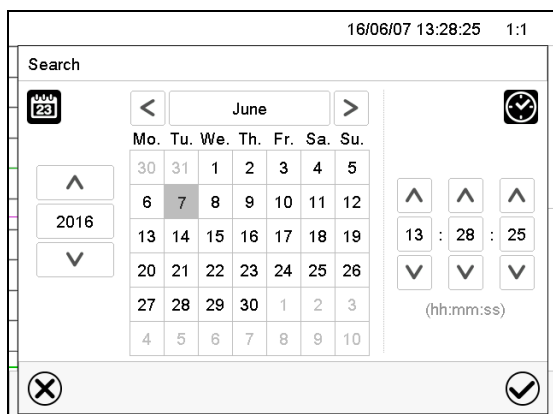 16/06/07 13:28:25 1:1
Search
23
< June >
Mo. Tu. We. Th. Fr. Sa. Su.
30 31 1 2 3 4 5
6 7 8 9 10 11 12
2016
13 14 15 16 17 18 19
13 : 28 : 25
20 21 22 23 24 25 26
27 28 29 30 1 2 3
(hh:mm:ss)
4 5 6 7 8 9 10